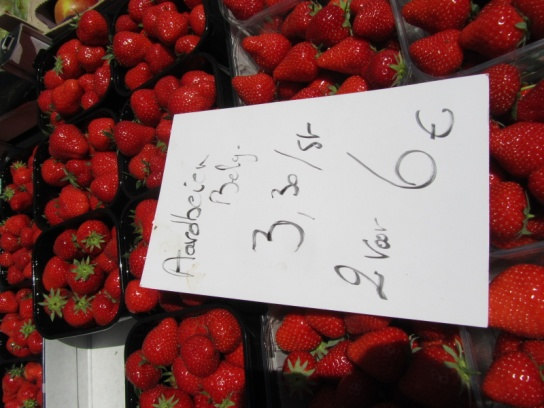 Aardbeien
Belg.
3,30/St
2 voor
6€